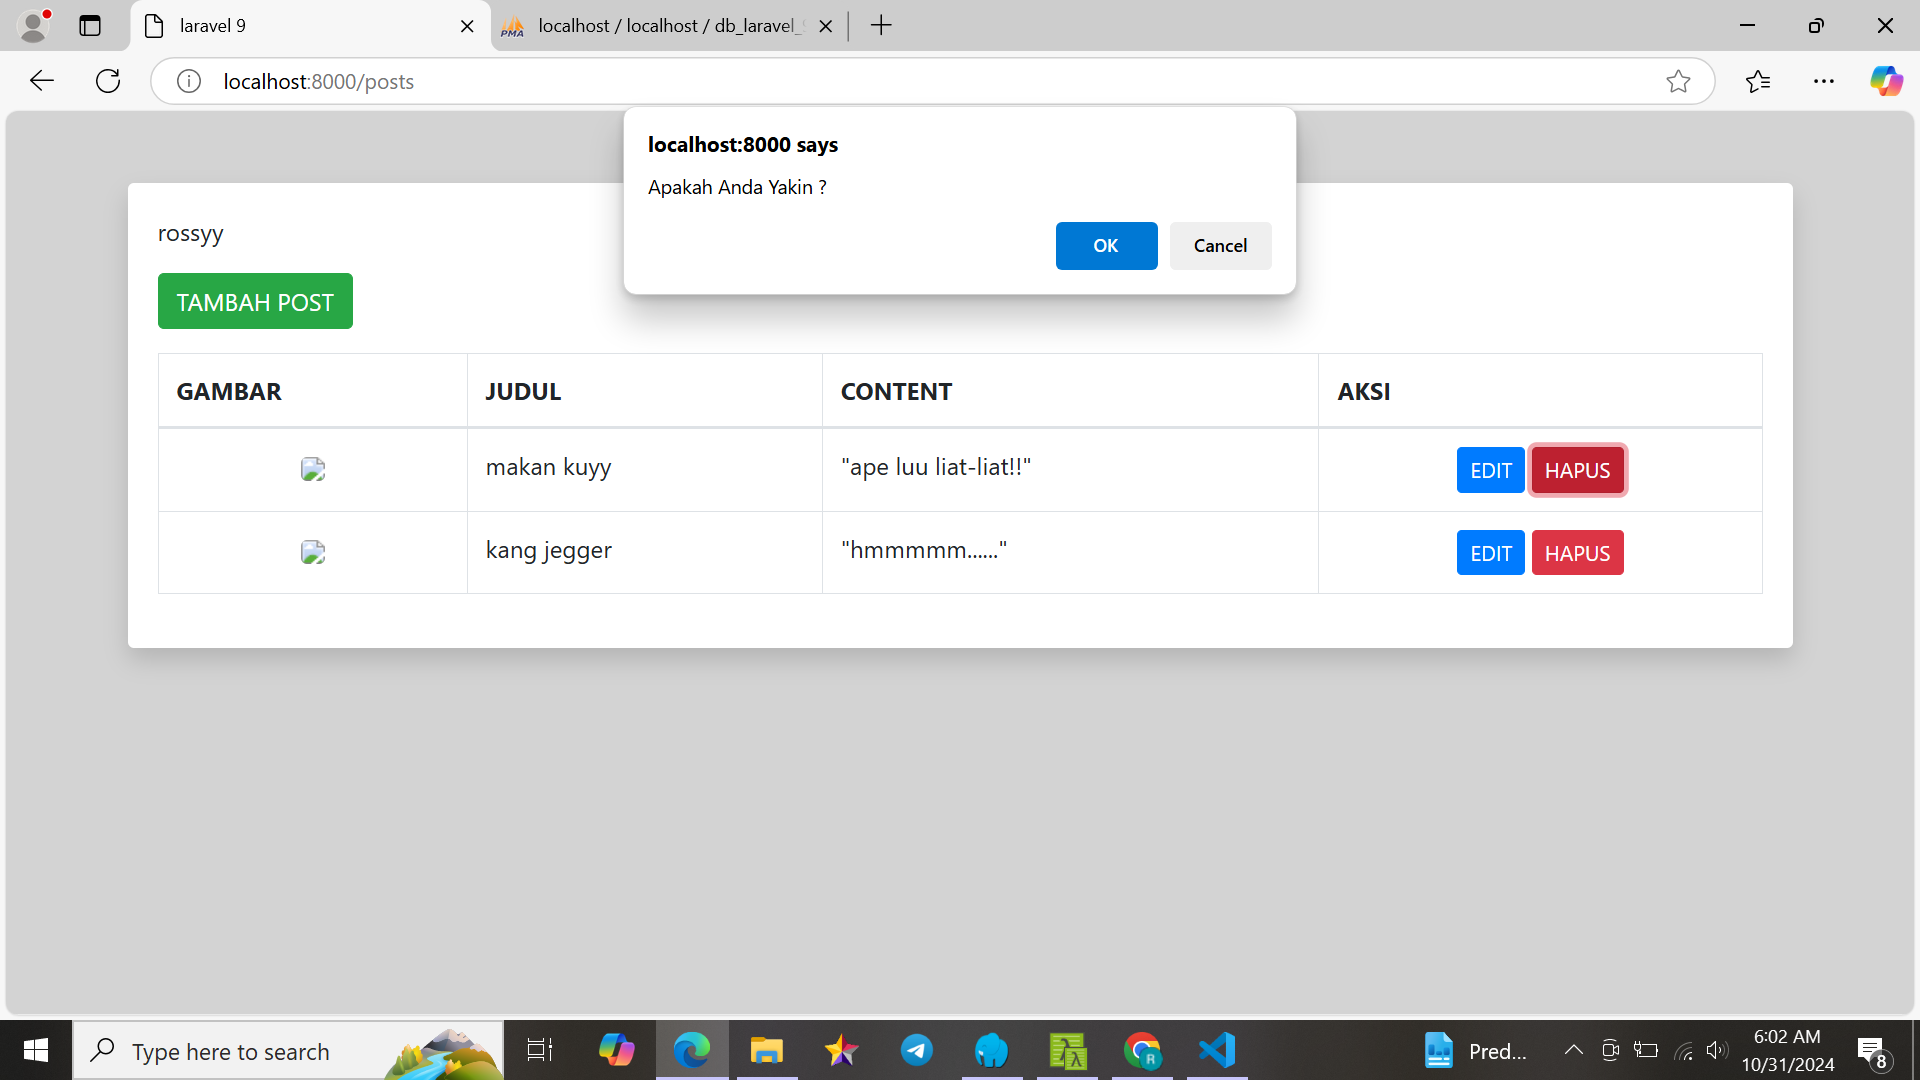 laravel 9
localhost / localhost / db_laravel_
localhost:8000/posts
localhost:8000 says
Apakah Anda Yakin ?
OK
Cancel
rossyy
TAMBAH POST
GAMBAR
JUDUL
CONTENT
AKSI
makan kuyy
"ape luu liat-liat!!"
EDIT
HAPUS
kang jegger
"hmmmmm......"
EDIT
HAPUS
Type here to search
Pred...
6:02 AM
10/31/2024
8
PMA
R